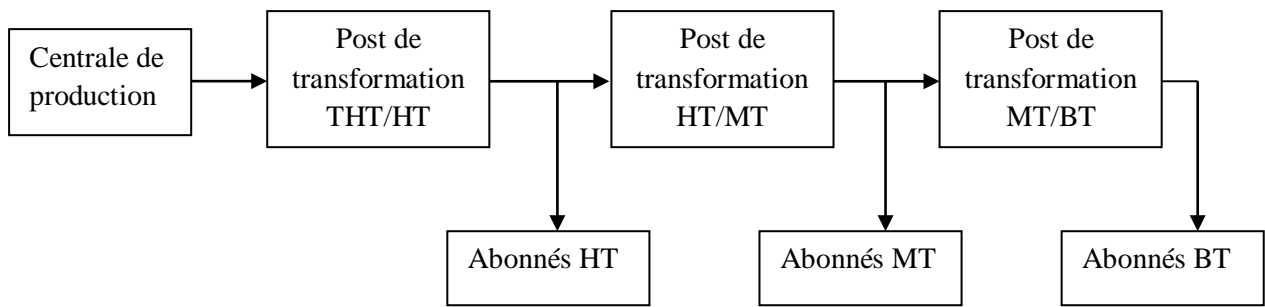 Centrale de
production
Post de
transformation
THT/HT
Post de
transformation
HT/MT
Post de
transformation
MT/BT
Abonnés HT
Abonnés MT
Abonnés BT